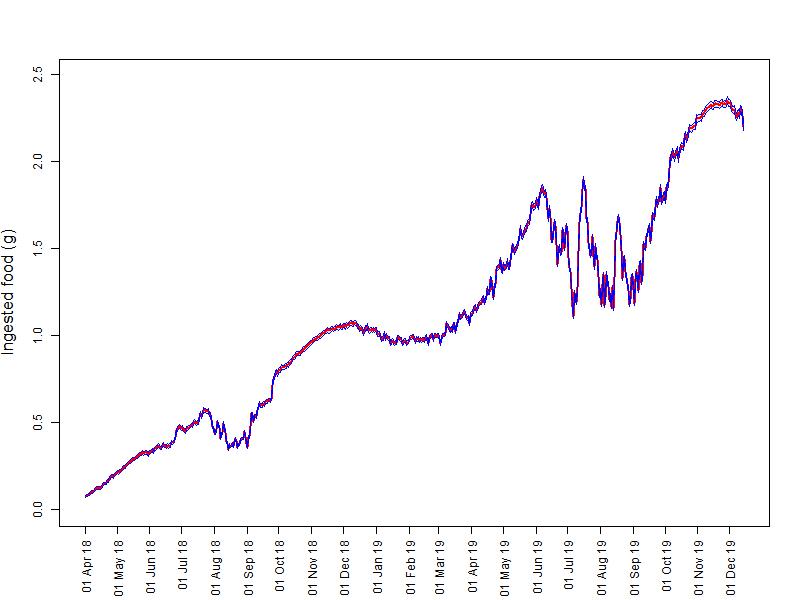 Ingested food (g)
2.5
2.0
1.5
1.0
0.5
0.0
01 Apr 18
01 May 18
01 Jun 18
01 Jul 18
01 Aug 18
01 Sep 18
01 Oct 18
01 Nov 18
01 Dec 18
01 Jan 19
01 Feb 19
01 Mar 19
01 Apr 19
01 May 19
01 Jun 19
01 Jul 19
01 Aug 19
01 Sep 19
01 Oct 19
01 Nov 19
01 Dec 19